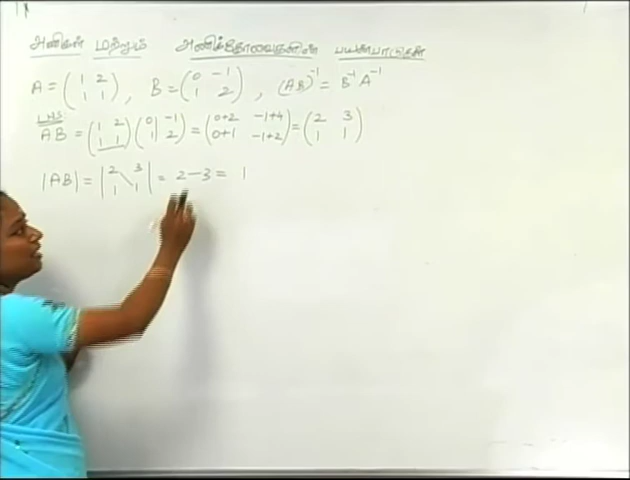 அணிகள் மற்றும் அணிக்கோவைகளின் பயன்பாடுகள்
A = (1 2 / 1 1), B = (0 -1 / 1 2), (AB)⁻¹ = B⁻¹ A⁻¹
LHS
AB = (1 2 / 1 1) (0 -1 / 1 2) = (0+2 -1+4 / 0+1 -1+2) = (2 3 / 1 1)
|AB| = |2 3 / 1 1| = 2-3 = 1